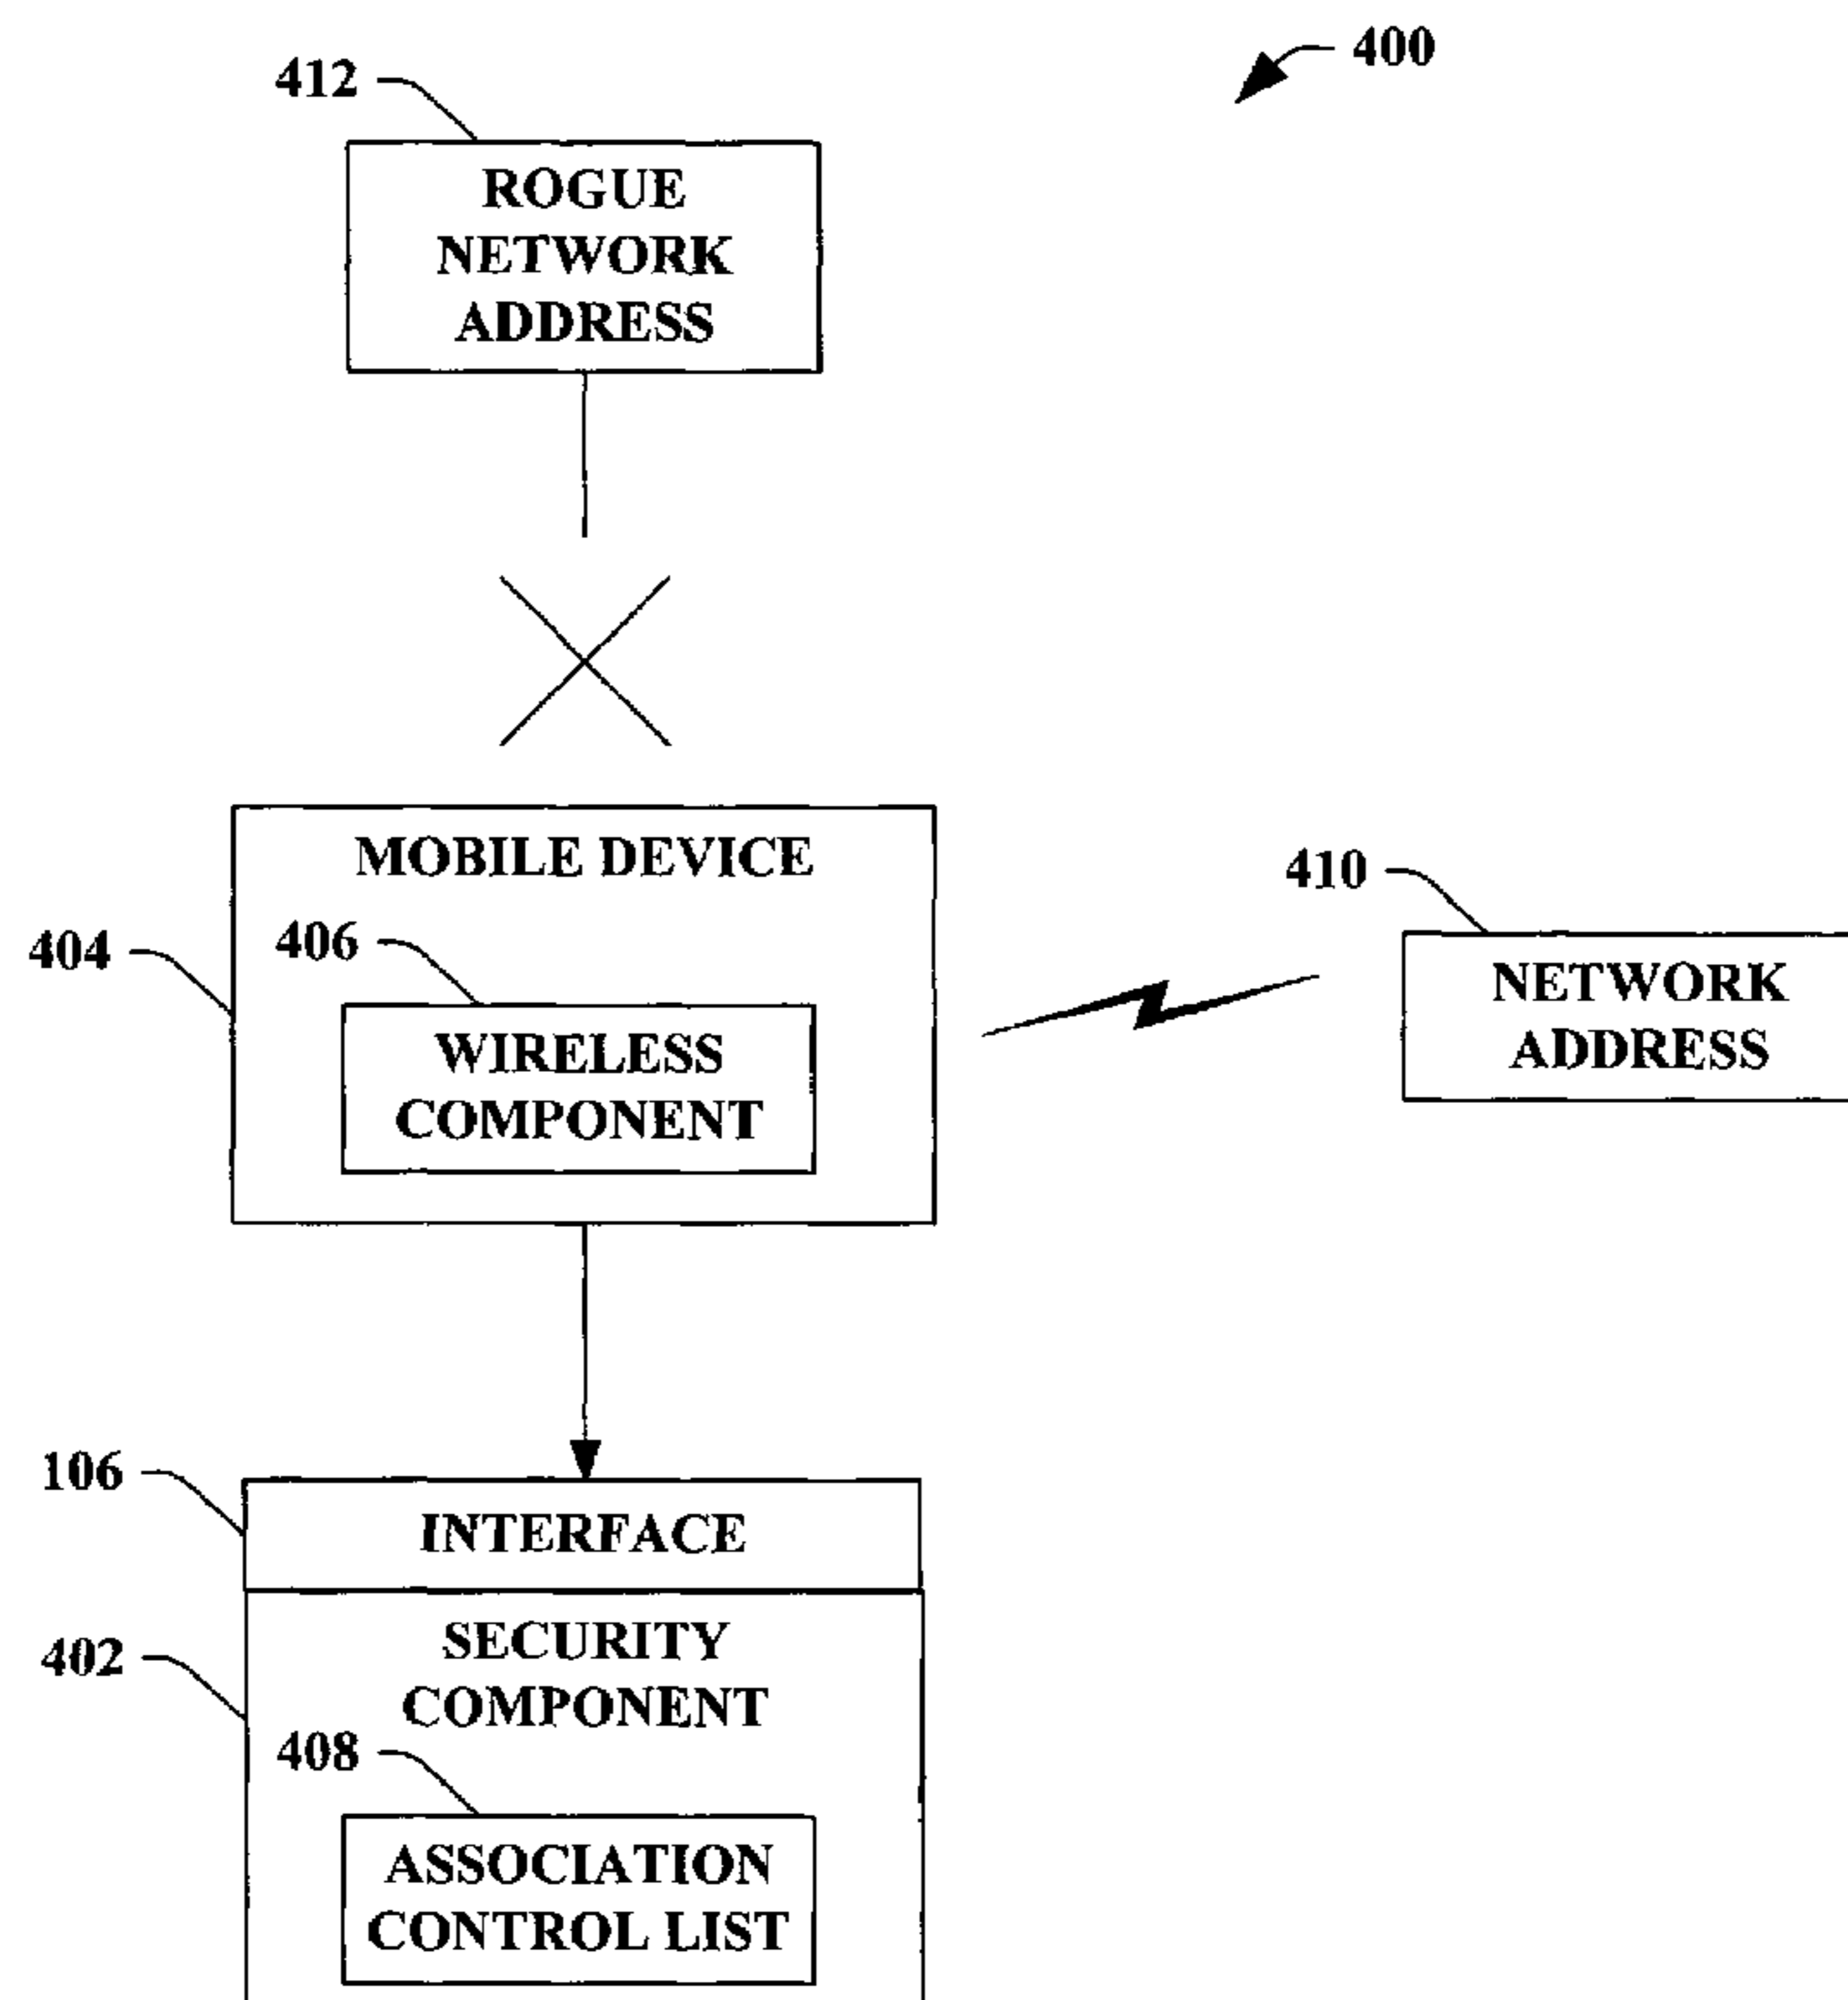 400
412
ROGUE
NETWORK
ADDRESS
MOBILE DEVICE
410
404
406
NETWORK
ADDRESS
WIRELESS
COMPONENT
106
INTERFACE
402
SECURITY
COMPONENT
408
ASSOCIATION
CONTROL LIST